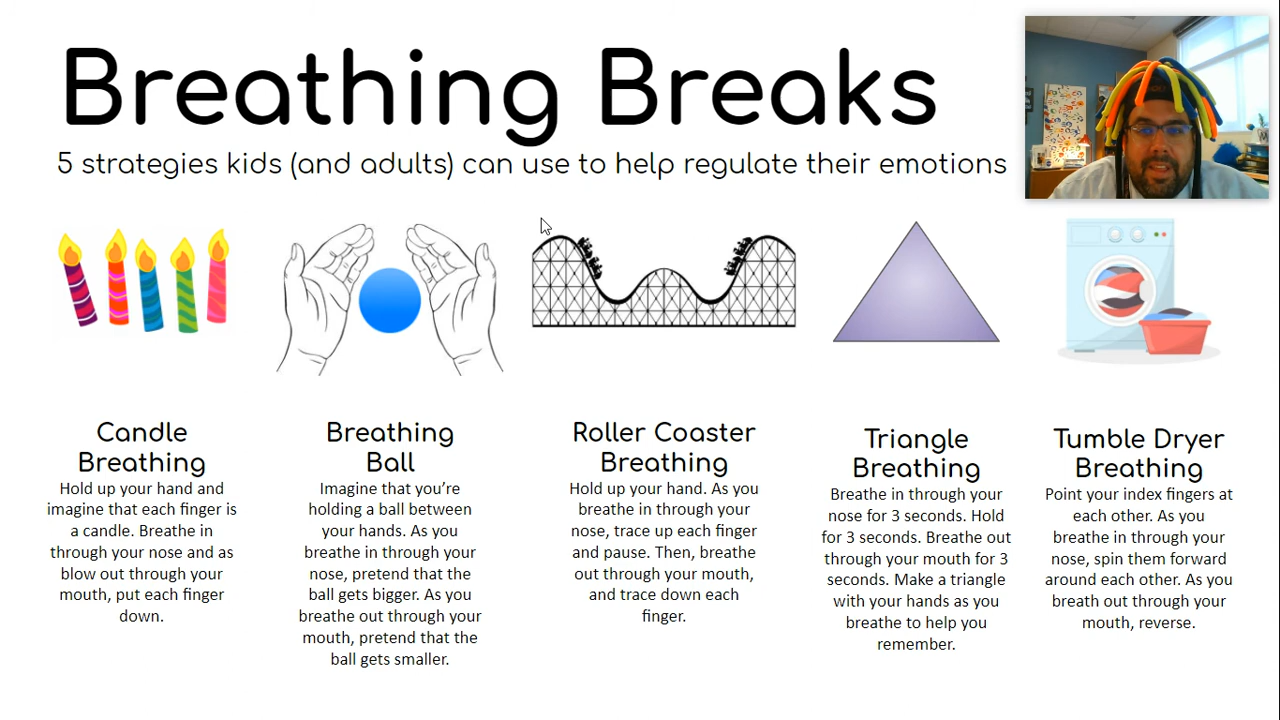 Breathing Breaks
5 strategies kids (and adults) can use to help regulate their emotions
Candle
Breathing
Hold up your hand and
imagine that each finger is
a candle. Breathe in
through your nose and as
blow out through your
mouth, put each finger
down.
Breathing
Ball
Imagine that you’re
holding a ball between
your hands. As you
breathe in through your
nose, pretend that the
ball gets bigger. As you
breathe out through your
mouth, pretend that the
ball gets smaller.
Roller Coaster
Breathing
Hold up your hand. As you
breathe in through your
nose, trace up each finger
and pause. Then, breathe
out through your mouth,
and trace down each
finger.
Triangle
Breathing
Breathe in through your
nose for 3 seconds. Hold
for 3 seconds. Breathe out
through your mouth for 3
seconds. Make a triangle
with your hands as you
breathe to help you
remember.
Tumble Dryer
Breathing
Point your index fingers at
each other. As you
breathe in through your
nose, spin them forward
around each other. As you
breath out through your
mouth, reverse.